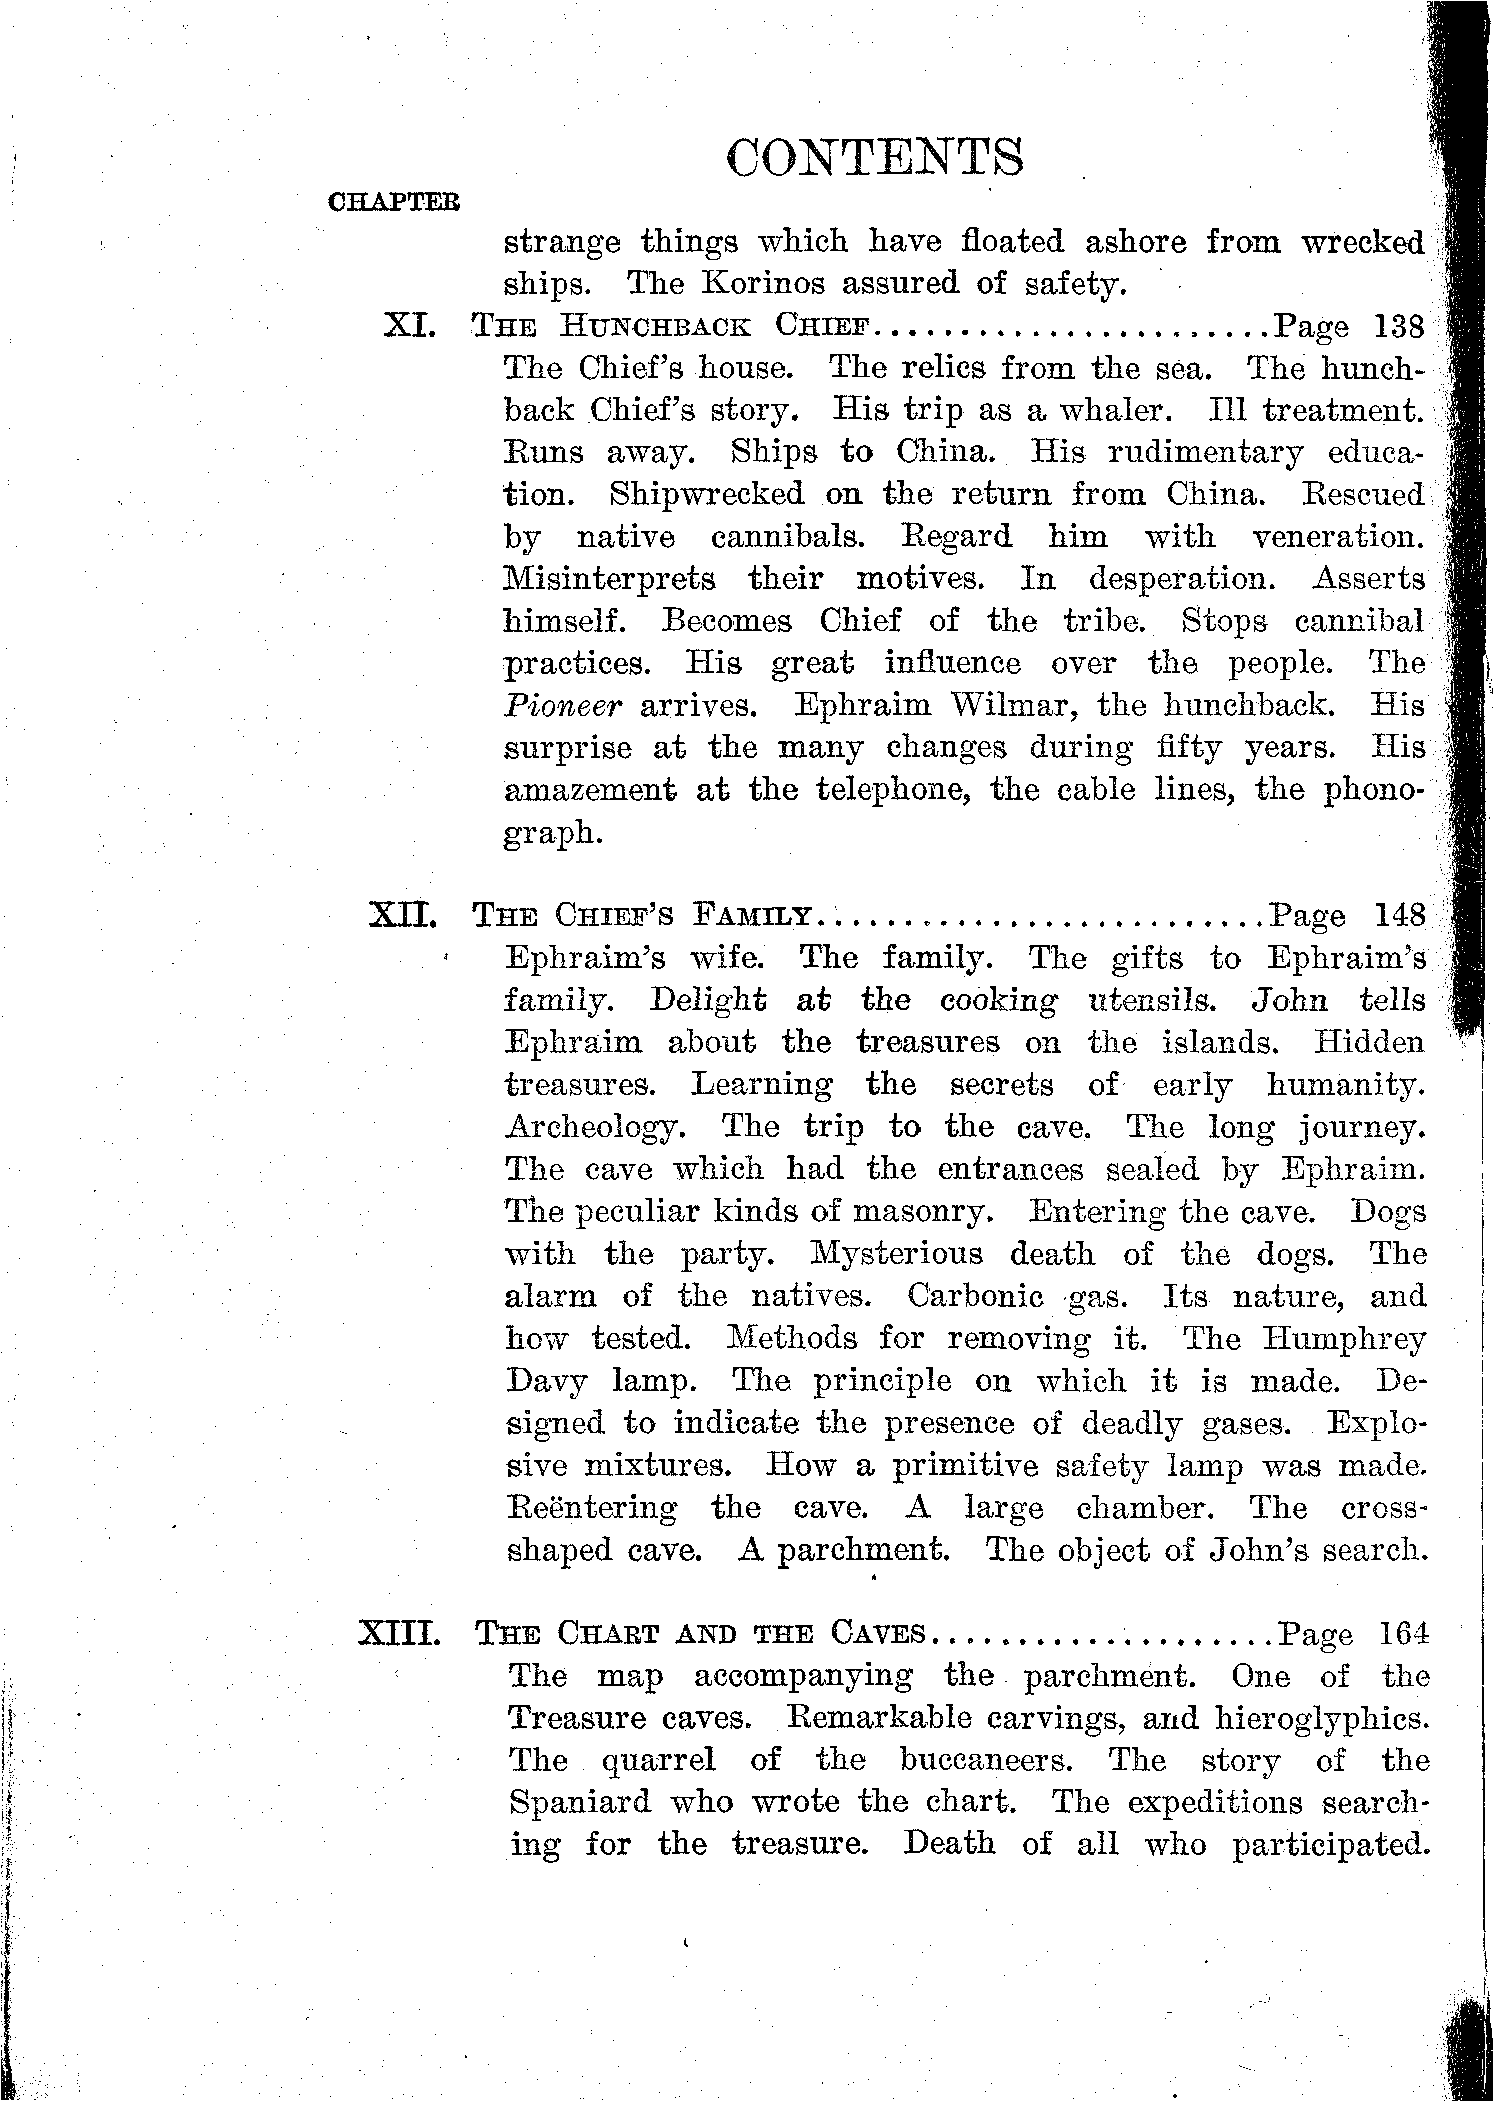 CONTENTS
CHAPTER
strange things which have floated ashore from wrecked
ships. The Korinos assured of safety.
XI. The Hunchback Chief.......................Page 138
The Chief's house. The relics from the sea. The hunch-
back Chief's story. His trip as a whaler. Ill treatment.
Runs away. Ships to China. His rudimentary educa-
tion. Shipwrecked on the return from China. Rescued
by native cannibals. Regard him with veneration.
Misinterprets their motives. In desperation. Asserts
himself. Becomes Chief of the tribe. Stops cannibal
practices. His great influence over the people. The
Pioneer arrives. Ephraim Wilmar, the hunchback. His
surprise at the many changes during fifty years. His
amazement at the telephone, the cable lines, the phono-
graph.
XII. The Chief's Family..........................Page 148
Ephraim's wife. The family. The gifts to Ephraim's
family. Delight at the cooking utensils. John tells
Ephraim about the treasures on the islands. Hidden
treasures. Learning the secrets of early humanity.
Archeology. The trip to the cave. The long journey.
The cave which had the entrances sealed by Ephraim.
The peculiar kinds of masonry. Entering the cave. Dogs
with the party. Mysterious death of the dogs. The
alarm of the natives. Carbonic gas. Its nature, and
how tested. Methods for removing it. The Humphrey
Davy lamp. The principle on which it is made. De-
signed to indicate the presence of deadly gases. Explo-
sive mixtures. How a primitive safety lamp was made.
Reëntering the cave. A large chamber. The cross-
shaped cave. A parchment. The object of John's search.
XIII. The Chart and the Caves....................Page 164
The map accompanying the parchment. One of the
Treasure caves. Remarkable carvings, and hieroglyphics.
The quarrel of the buccaneers. The story of the
Spaniard who wrote the chart. The expeditions search-
ing for the treasure. Death of all who participated.